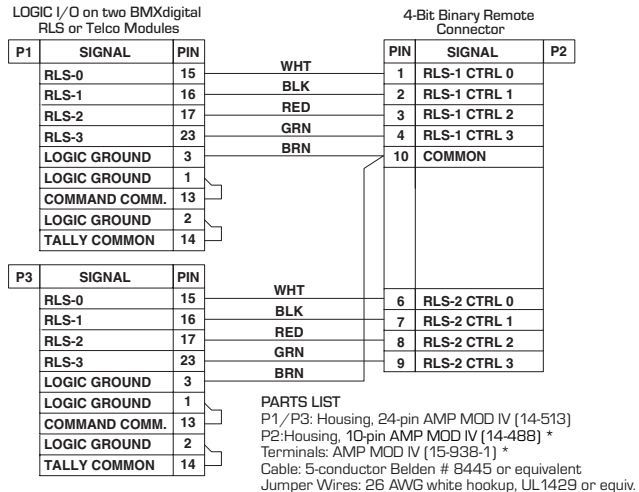 LOGIC I/O on two BMXdigital
RLS or Telco Modules
4-Bit Binary Remote
Connector
P1 SIGNAL PIN
PIN SIGNAL P2
RLS-0 15 WHT 1 RLS-1 CTRL 0
RLS-1 16 BLK 2 RLS-1 CTRL 1
RLS-2 17 RED 3 RLS-1 CTRL 2
RLS-3 23 GRN 4 RLS-1 CTRL 3
LOGIC GROUND 3 BRN 10 COMMON
LOGIC GROUND 1
COMMAND COMM. 13
LOGIC GROUND 2
TALLY COMMON 14
P3 SIGNAL PIN
RLS-0 15 WHT 6 RLS-2 CTRL 0
RLS-1 16 BLK 7 RLS-2 CTRL 1
RLS-2 17 RED 8 RLS-2 CTRL 2
RLS-3 23 GRN 9 RLS-2 CTRL 3
LOGIC GROUND 3 BRN
LOGIC GROUND 1
COMMAND COMM. 13
LOGIC GROUND 2
TALLY COMMON 14
PARTS LIST
P1/P3: Housing, 24-pin AMP MOD IV (14-513)
P2:Housing, 10-pin AMP MOD IV (14-488) *
Terminals: AMP MOD IV (15-938-1) *
Cable: 5-conductor Belden # 8445 or equivalent
Jumper Wires: 26 AWG white hookup, UL1429 or equiv.